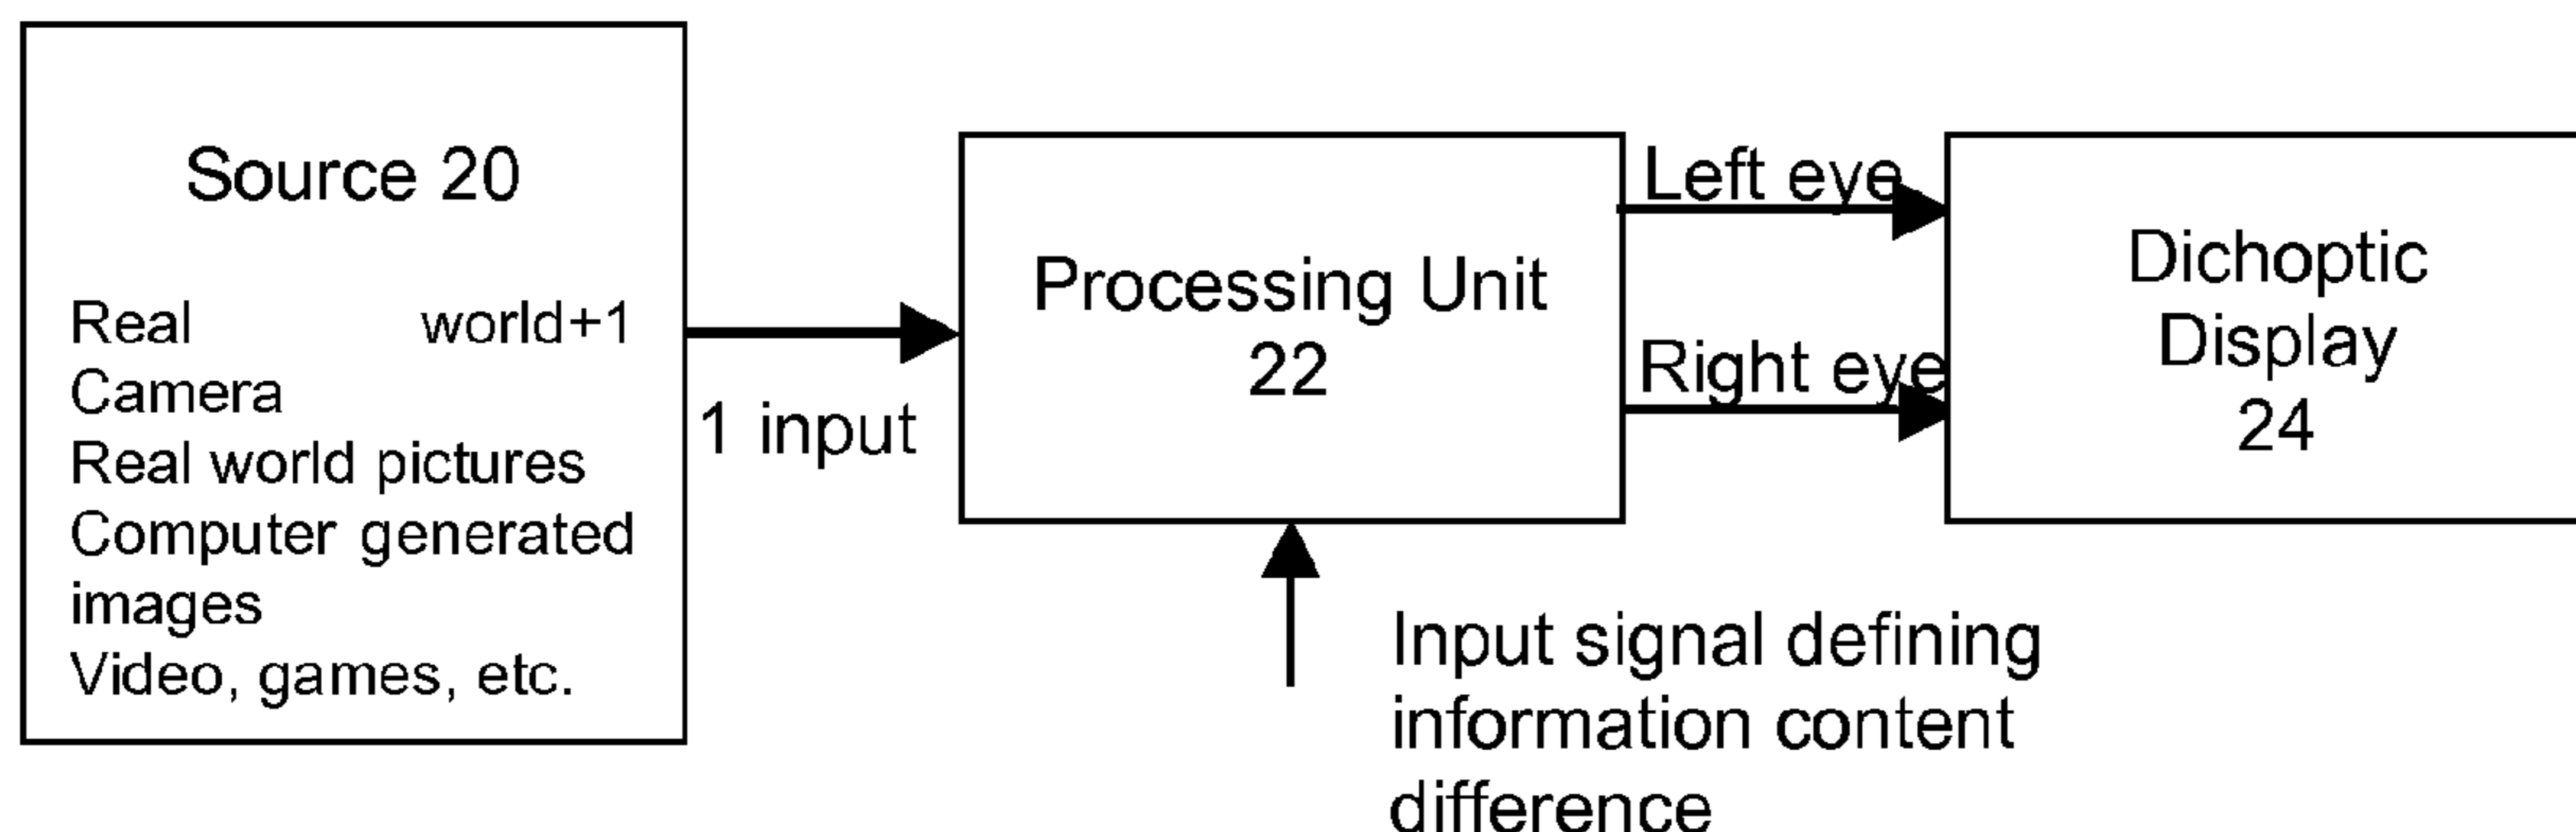 Source 20
Real world+1
Camera
Real world pictures
Computer generated
images
Video, games, etc.
1 input
Processing Unit
22
Left eye
Right eye
Dichoptic
Display
24
Input signal defining
information content
difference